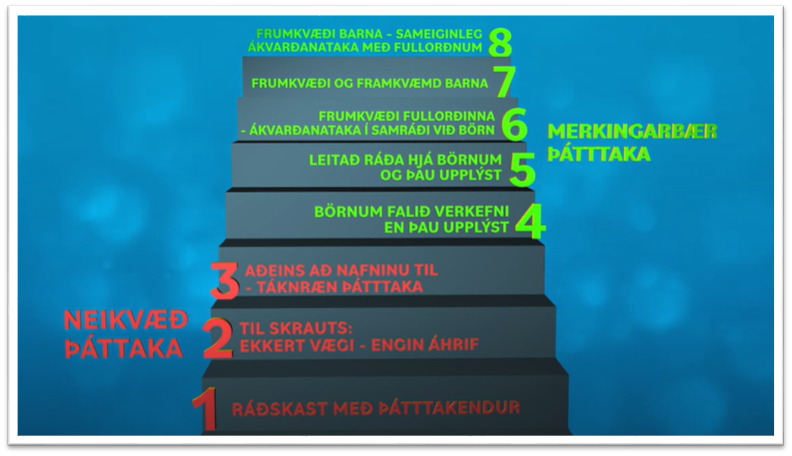 FRUMKVÆÐI BARNA - SAMEIGINLEG
ÁKVARÐANATAKA MEÐ FULLORÐNUM
8
FRUMKVÆÐI OG FRAMKVÆMD BARNA
7
FRUMKVÆÐI FULLORÐINNA
- ÁKVARÐANATAKA Í SAMRÁÐI VIÐ BÖRN
6
MERKINGARBÆR
ÞÁTTTAKA
LEITAÐ RÁÐA HJÁ BÖRNUM
OG ÞÁU UPPLÝST
5
BÖRNUM FALIÐ VERKEFNI
EN ÞAU UPPLÝST
4
3
AÐEINS AÐ NAFNINU TIL
- TÁKNRÆN ÞÁTTTAKA
NEIKVÆÐ
ÞÁTTAKA
2
TIL SKRAUTS:
EKKERT VÆGI - ENGIN ÁHRIF
1
RÁÐSKAST MEÐ ÞÁTTTAKENDUR